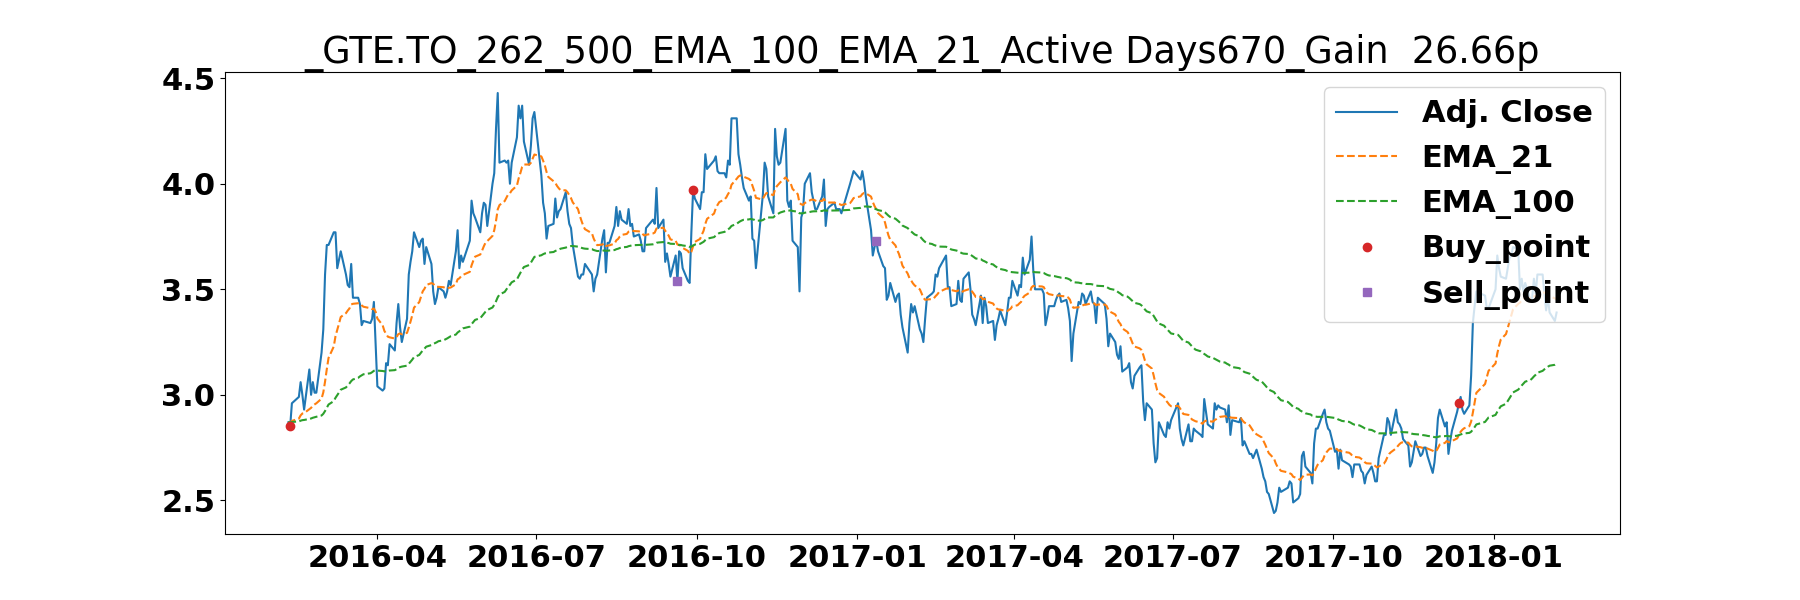 _GTE.TO_262_500_EMA_100_EMA_21_Active Days670_Gain  26.66p
4.5
4.0
3.5
3.0
2.5
Adj. Close
EMA_21
EMA_100
Buy_point
Sell_point
2016-04 2016-07 2016-10 2017-01 2017-04 2017-07 2017-10 2018-01